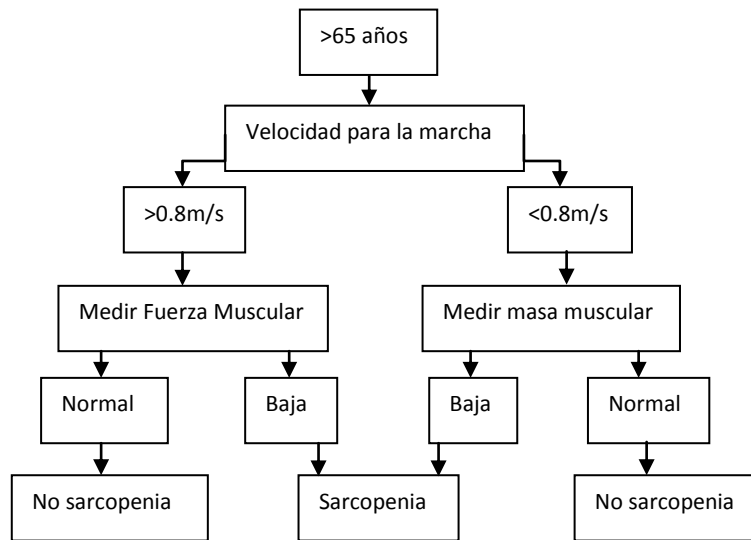 >65 años
Velocidad para la marcha
>0.8m/s
<0.8m/s
Medir Fuerza Muscular
Medir masa muscular
Normal
Baja
Baja
Normal
No sarcopenia
Sarcopenia
No sarcopenia